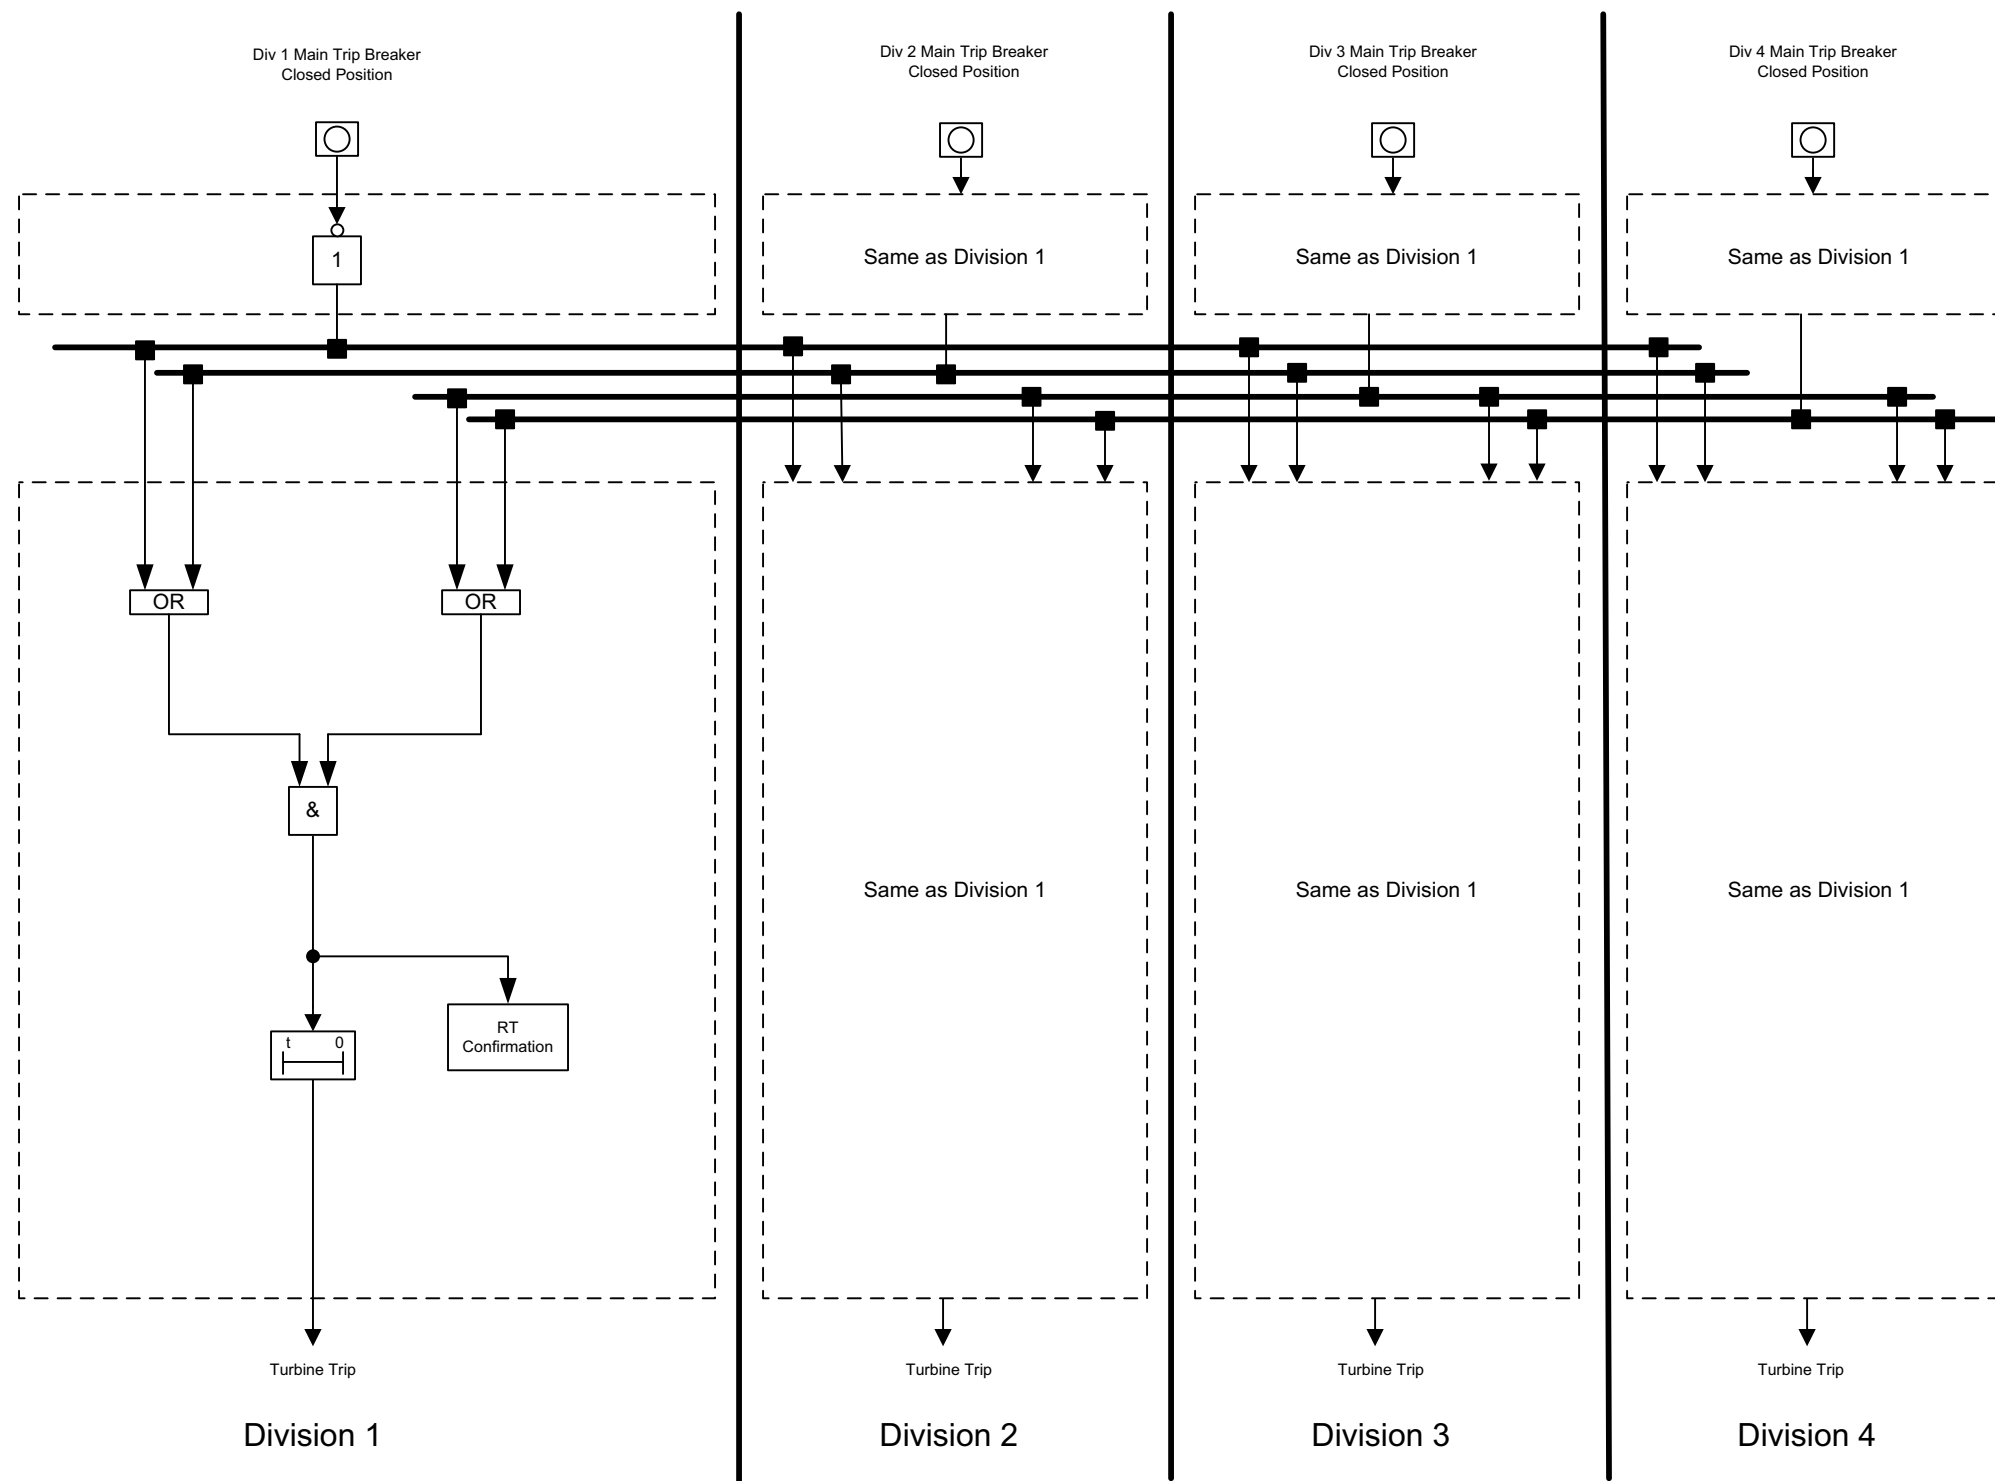 Div 1 Main Trip Breaker
Closed Position
Div 2 Main Trip Breaker
Closed Position
Div 3 Main Trip Breaker
Closed Position
Div 4 Main Trip Breaker
Closed Position
1
Same as Division 1
Same as Division 1
Same as Division 1
OR
OR
&
Same as Division 1
Same as Division 1
Same as Division 1
RT
Confirmation
t 0
Turbine Trip
Turbine Trip
Turbine Trip
Turbine Trip
Division 1
Division 2
Division 3
Division 4